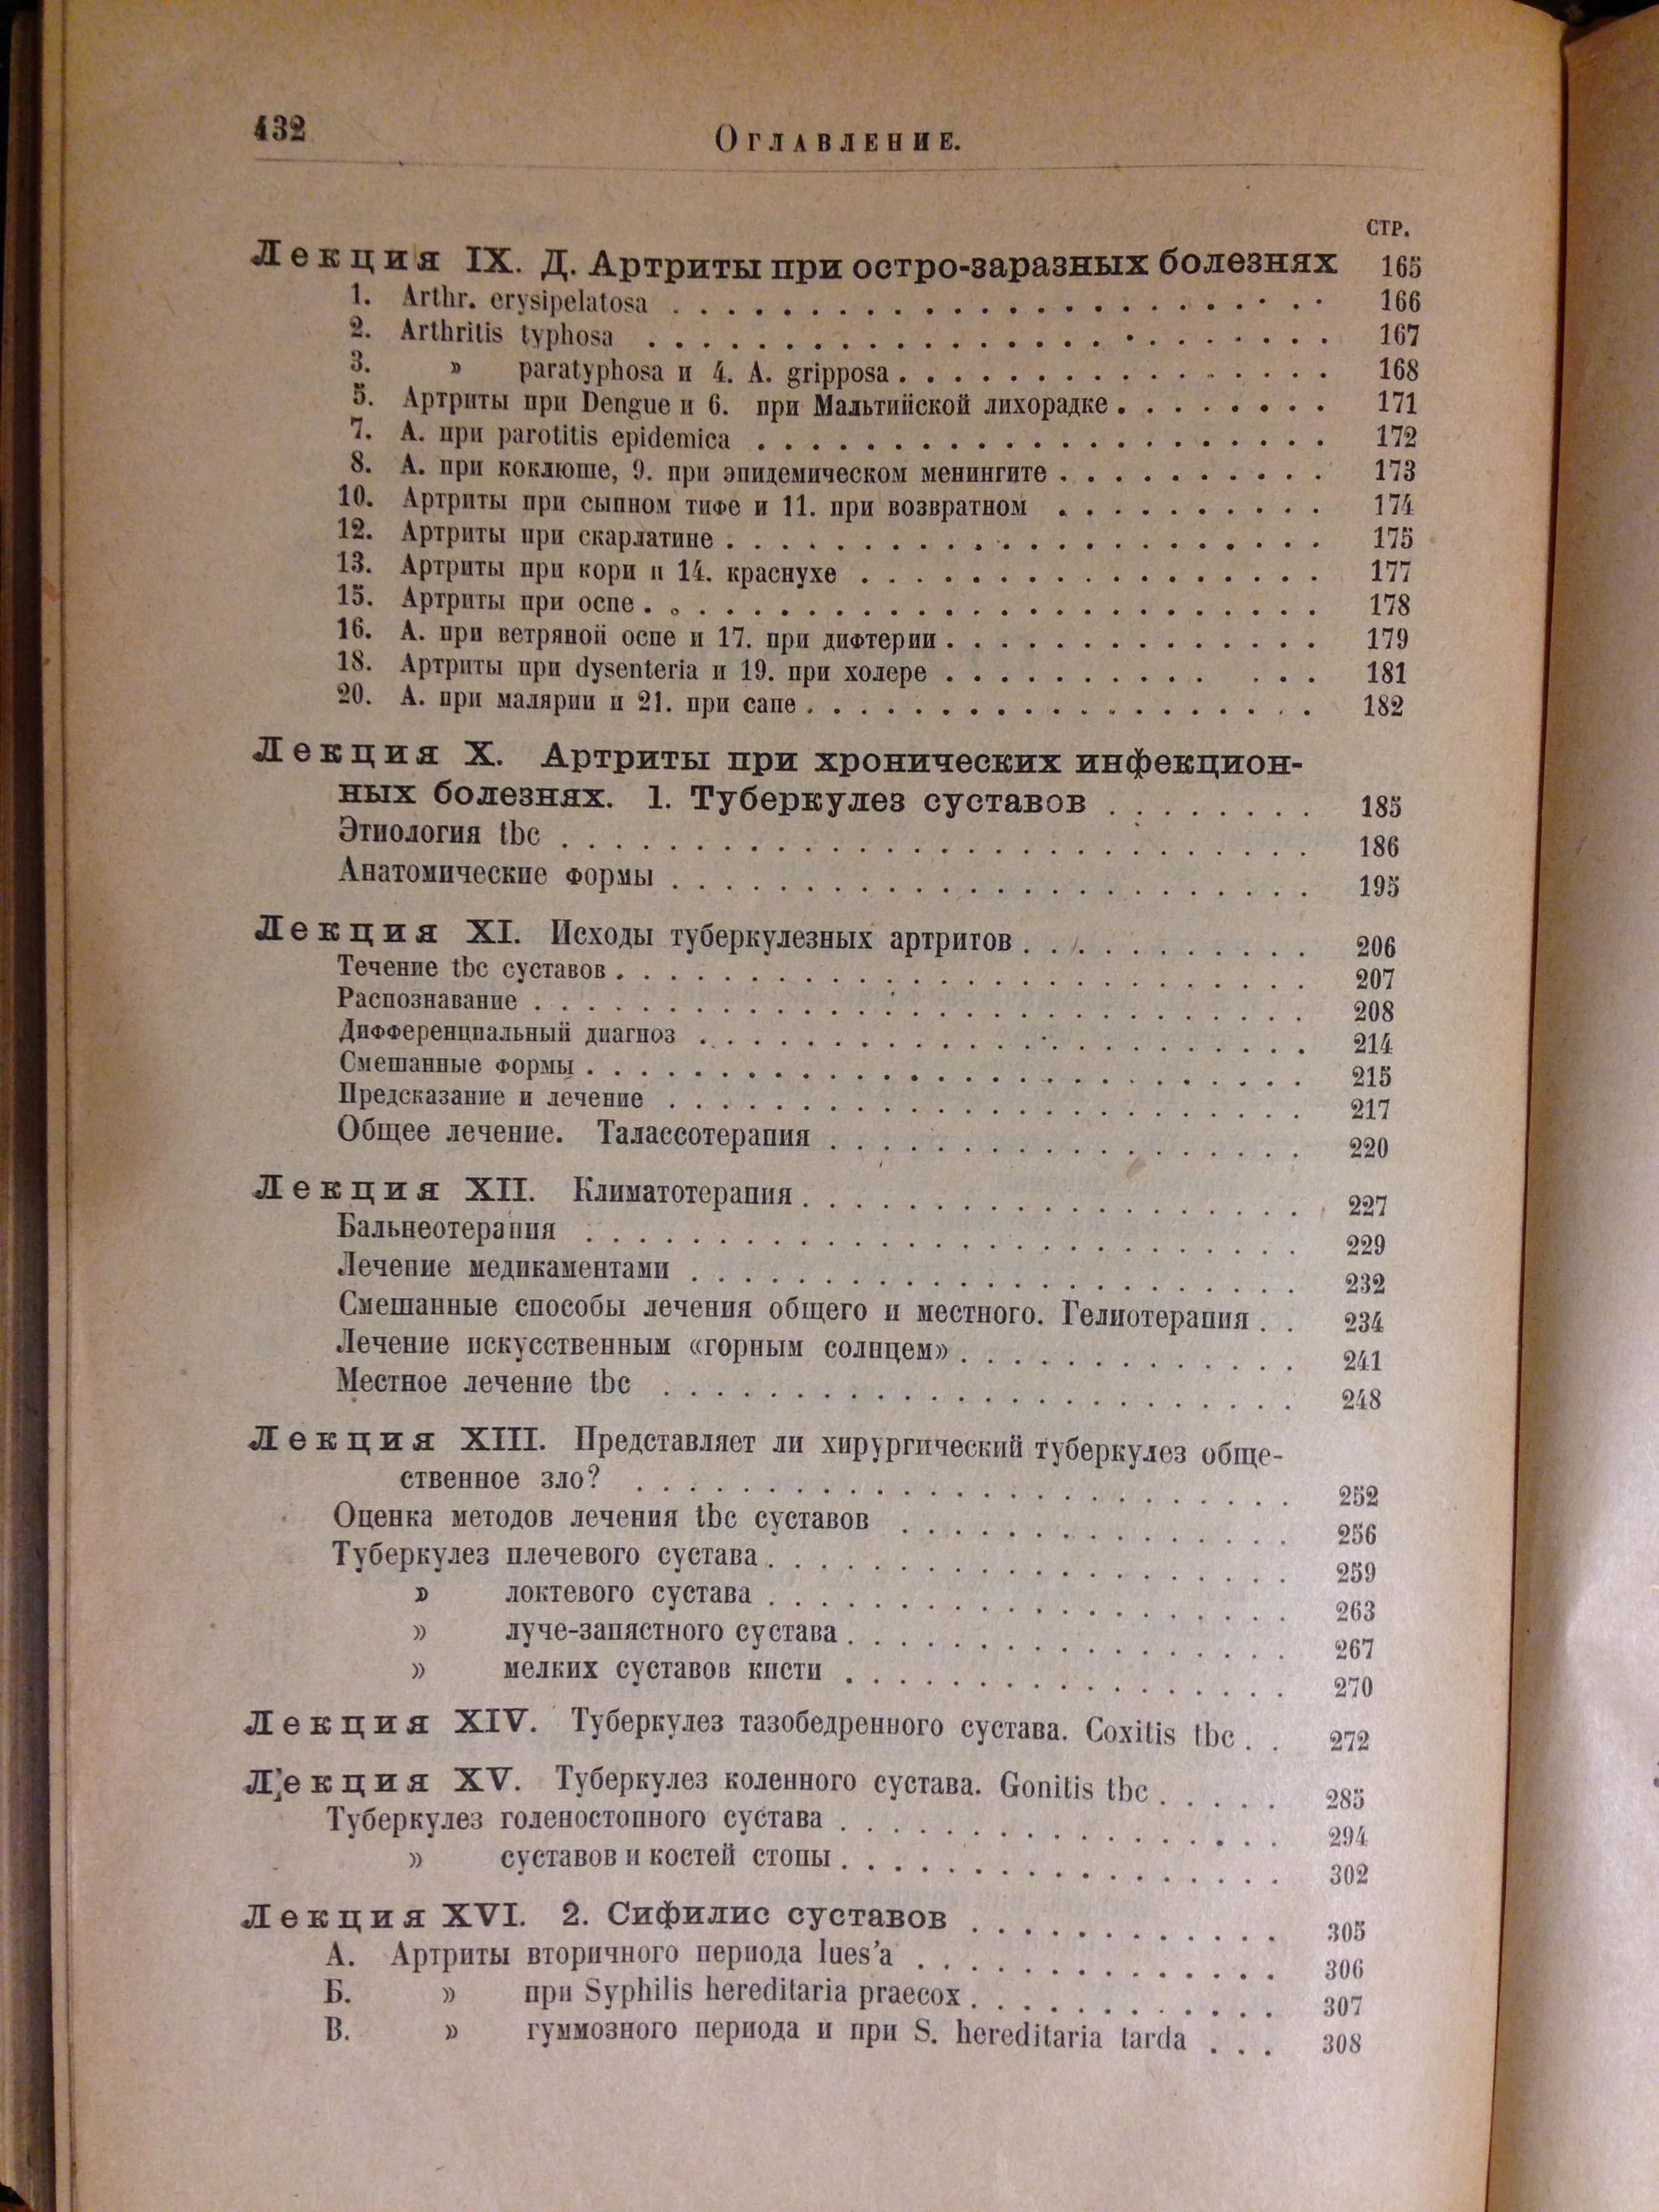 432
Оглавление.
СТР.
Лекция IX. Д. Артриты при остро-заразных болезнях 165
1. Arthr. erysipelatosa . . . . . . . . . . . . . . . . . . . . . . . . 166
2. Arthritis typhosa . . . . . . . . . . . . . . . . . . . . . . . . . 167
3. » paratyphosa и 4. A. gripposa . . . . . . . . . . . . . . . . 168
5. Артриты при Dengue и 6. при Мальтийской лихорадке . . . . . . . . 171
7. А. при parotitis epidemica . . . . . . . . . . . . . . . . . . . . . 172
8. А. при коклюше, 9. при эпидемическом менингите . . . . . . . . . . 173
10. Артриты при сыпном тифе и 11. при возвратном . . . . . . . . . . 174
12. Артриты при скарлатине . . . . . . . . . . . . . . . . . . . . . . 175
13. Артриты при кори и 14. краснухе . . . . . . . . . . . . . . . . . 177
15. Артриты при оспе . . . . . . . . . . . . . . . . . . . . . . . . . 178
16. А. при ветряной оспе и 17. при дифтерии . . . . . . . . . . . . . . 179
18. Артриты при dysenteria и 19. при холере . . . . . . . . . . . . . 181
20. А. при малярии и 21. при сапе . . . . . . . . . . . . . . . . . . . 182
Лекция X. Артриты при хронических инфекцион-
ных болезнях. 1. Туберкулез суставов . . . . . . . . 185
Этиология tbc . . . . . . . . . . . . . . . . . . . . . . . . . . . . 186
Анатомические формы . . . . . . . . . . . . . . . . . . . . . . . . 195
Лекция XI. Исходы туберкулезных артритов . . . . . . . . . . . 206
Течение tbc суставов . . . . . . . . . . . . . . . . . . . . . . . . . . 207
Распознавание . . . . . . . . . . . . . . . . . . . . . . . . . . . . . 208
Дифференциальный диагноз . . . . . . . . . . . . . . . . . . . . . . . 214
Смешанные формы . . . . . . . . . . . . . . . . . . . . . . . . . . . 215
Предсказание и лечение . . . . . . . . . . . . . . . . . . . . . . . . 217
Общее лечение. Талассотерапия . . . . . . . . . . . . . . . . . . 220
Лекция XII. Климатотерапия . . . . . . . . . . . . . . . . . . . 227
Бальнеотерапия . . . . . . . . . . . . . . . . . . . . . . . . . . . 229
Лечение медикаментами . . . . . . . . . . . . . . . . . . . . . . . 232
Смешанные способы лечения общего и местного. Гелиотерапия . . 234
Лечение искусственным «горным солнцем» . . . . . . . . . . . . . 241
Местное лечение tbc . . . . . . . . . . . . . . . . . . . . . . . . 248
Лекция XIII. Представляет ли хирургический туберкулез обще-
ственное зло? . . . . . . . . . . . . . . . . . . . . . . . . . 252
Оценка методов лечения tbc суставов . . . . . . . . . . . . . . . 256
Туберкулез плечевого сустава . . . . . . . . . . . . . . . . . . . . 259
» локтевого сустава . . . . . . . . . . . . . . . . . . . . 263
» луче-запястного сустава . . . . . . . . . . . . . . . . . 267
» мелких суставов кисти . . . . . . . . . . . . . . . . . 270
Лекция XIV. Туберкулез тазобедренного сустава. Coxitis tbc . . 272
Лекция XV. Туберкулез коленного сустава. Gonitis tbc . . . . . 285
Туберкулез голеностопного сустава . . . . . . . . . . . . . . . . . 294
» суставов и костей стопы . . . . . . . . . . . . . . . . . 302
Лекция XVI. 2. Сифилис суставов . . . . . . . . . . . . 305
А. Артриты вторичного периода lues'а . . . . . . . . . . . . . . 306
Б. » при Syphilis hereditaria praecox . . . . . . . . . . . . 307
В. » гуммозного периода и при S. hereditaria tarda . . . 308